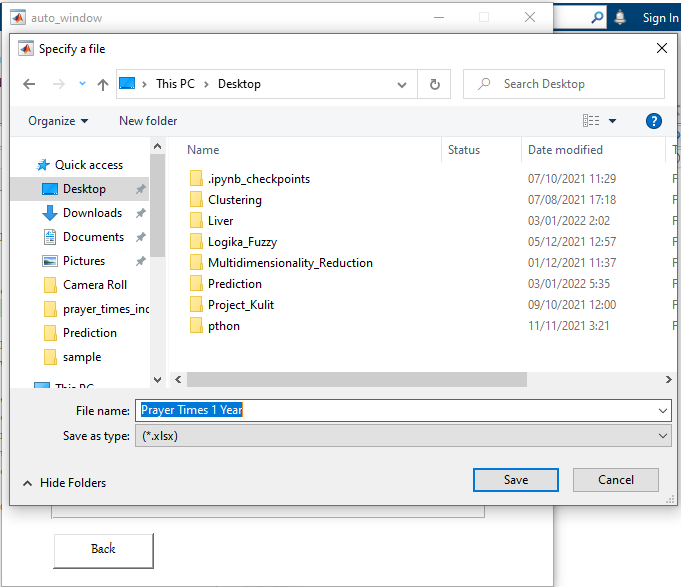 auto_window
Sign In
Specify a file
This PC
Desktop
Search Desktop
Organize
New folder
Name
Status
Date modified
Quick access
Desktop
Downloads
Documents
Pictures
Camera Roll
prayer_times_inc
Prediction
sample
This PC
.ipynb_checkpoints 07/10/2021 11:29
Clustering 07/08/2021 17:18
Liver 03/01/2022 2:02
Logika_Fuzzy 05/12/2021 12:57
Multidimensionality_Reduction 01/12/2021 11:37
Prediction 03/01/2022 5:35
Project_Kulit 09/10/2021 12:00
pthon 11/11/2021 3:21
File name: Prayer Times 1 Year
Save as type: (*.xlsx)
Hide Folders
Save
Cancel
Back